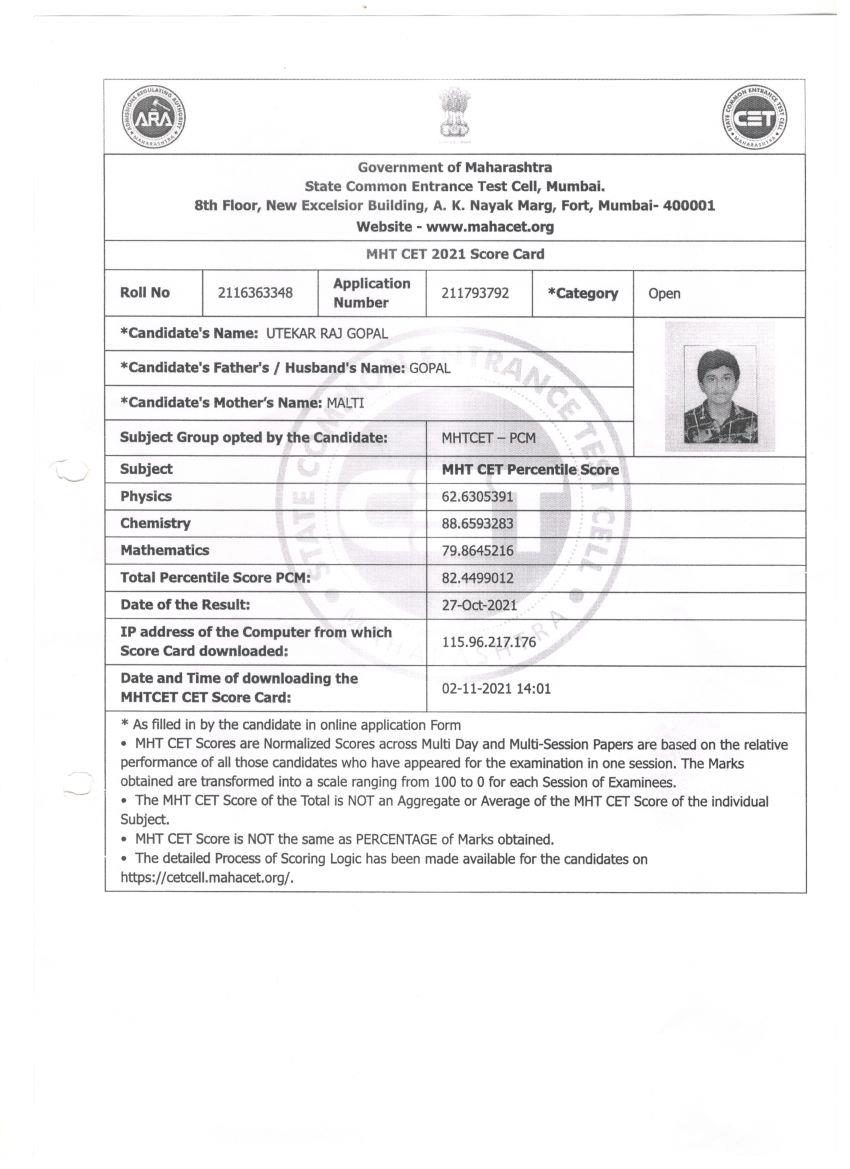 ADMISSIONS REGULATING AUTHORITY
ARA
MAHARASHTRA
STATE COMMON ENTRANCE TEST CELL
CET
MAHARASHTRA
Government of Maharashtra
State Common Entrance Test Cell, Mumbai.
8th Floor, New Excelsior Building, A. K. Nayak Marg, Fort, Mumbai- 400001
Website - www.mahacet.org
MHT CET 2021 Score Card
Roll No 2116363348 Application Number 211793792 *Category Open
*Candidate's Name: UTEKAR RAJ GOPAL
*Candidate's Father's / Husband's Name: GOPAL
*Candidate's Mother's Name: MALTI
Subject Group opted by the Candidate: MHTCET – PCM
Subject MHT CET Percentile Score
Physics 62.6305391
Chemistry 88.6593283
Mathematics 79.8645216
Total Percentile Score PCM: 82.4499012
Date of the Result: 27-Oct-2021
IP address of the Computer from which
Score Card downloaded: 115.96.217.176
Date and Time of downloading the
MHTCET CET Score Card: 02-11-2021 14:01
* As filled in by the candidate in online application Form
• MHT CET Scores are Normalized Scores across Multi Day and Multi-Session Papers are based on the relative
performance of all those candidates who have appeared for the examination in one session. The Marks
obtained are transformed into a scale ranging from 100 to 0 for each Session of Examinees.
• The MHT CET Score of the Total is NOT an Aggregate or Average of the MHT CET Score of the individual
Subject.
• MHT CET Score is NOT the same as PERCENTAGE of Marks obtained.
• The detailed Process of Scoring Logic has been made available for the candidates on
https://cetcell.mahacet.org/.
STATE COMMON ENTRANCE TEST CELL
CET
MAHARASHTRA